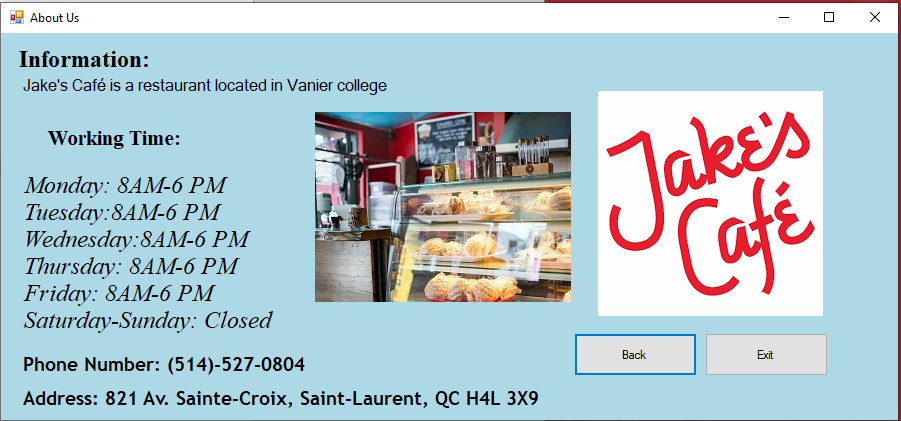 About Us
Information:
Jake's Café is a restaurant located in Vanier college
Working Time:
Monday: 8AM-6 PM
Tuesday:8AM-6 PM
Wednesday:8AM-6 PM
Thursday: 8AM-6 PM
Friday: 8AM-6 PM
Saturday-Sunday: Closed
Jake's
Café
Back
Exit
Phone Number: (514)-527-0804
Address: 821 Av. Sainte-Croix, Saint-Laurent, QC H4L 3X9